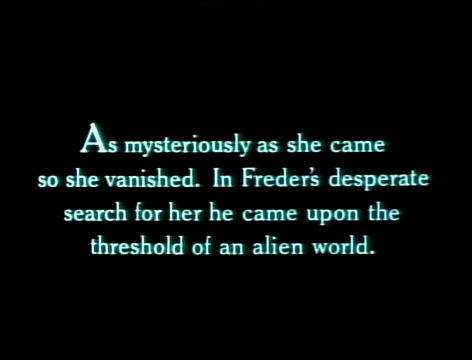 As mysteriously as she came
so she vanished. In Freder's desperate
search for her he came upon the
threshold of an alien world.